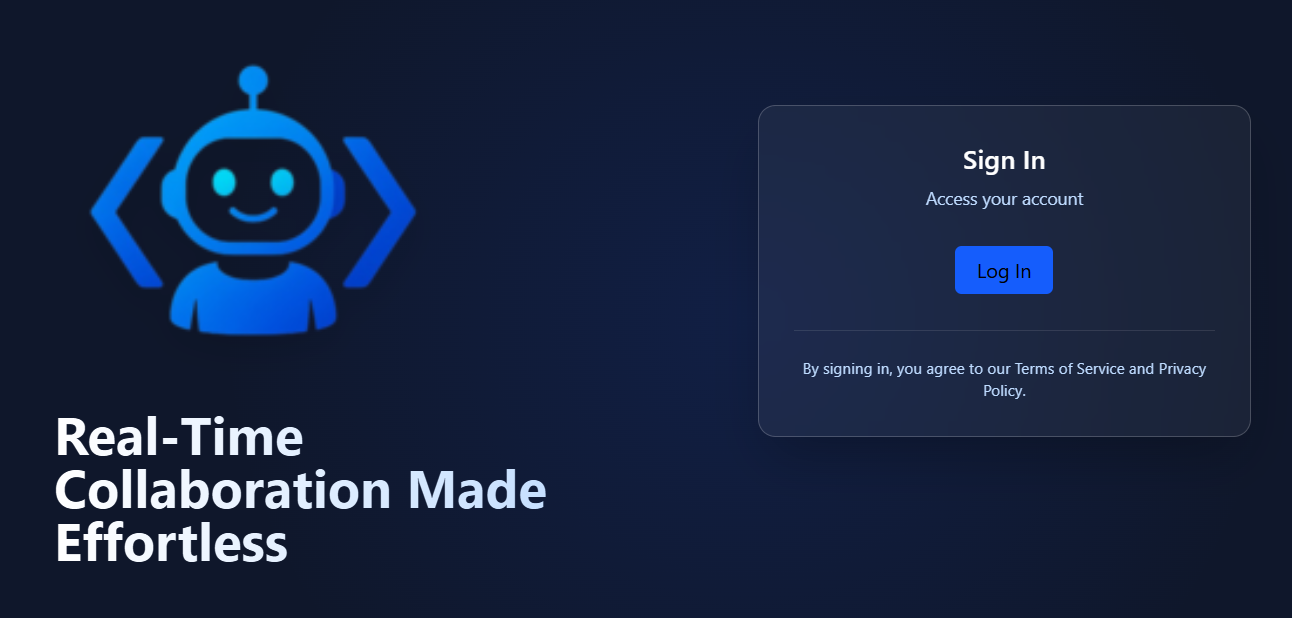 Sign In
Access your account
Log In
By signing in, you agree to our Terms of Service and Privacy
Policy.
Real-Time
Collaboration Made
Effortless